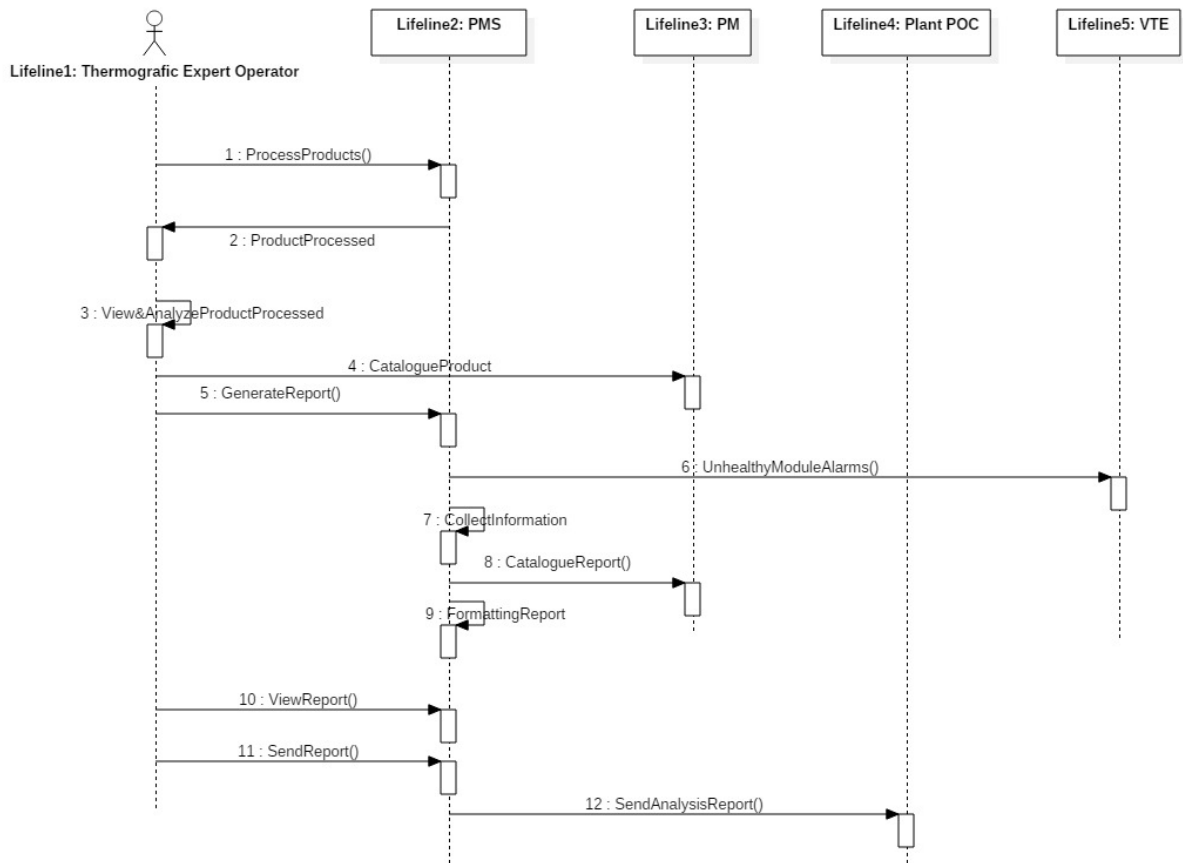 Lifeline2: PMS
Lifeline3: PM
Lifeline4: Plant POC
Lifeline5: VTE
Lifeline1: Thermografic Expert Operator
1 : ProcessProducts()
2 : ProductProcessed
3 : View&AnalyzeProductProcessed
4 : CatalogueProduct
5 : GenerateReport()
6 : UnhealthyModuleAlarms()
7 : CollectInformation
8 : CatalogueReport()
9 : FormattingReport
10 : ViewReport()
11 : SendReport()
12 : SendAnalysisReport()